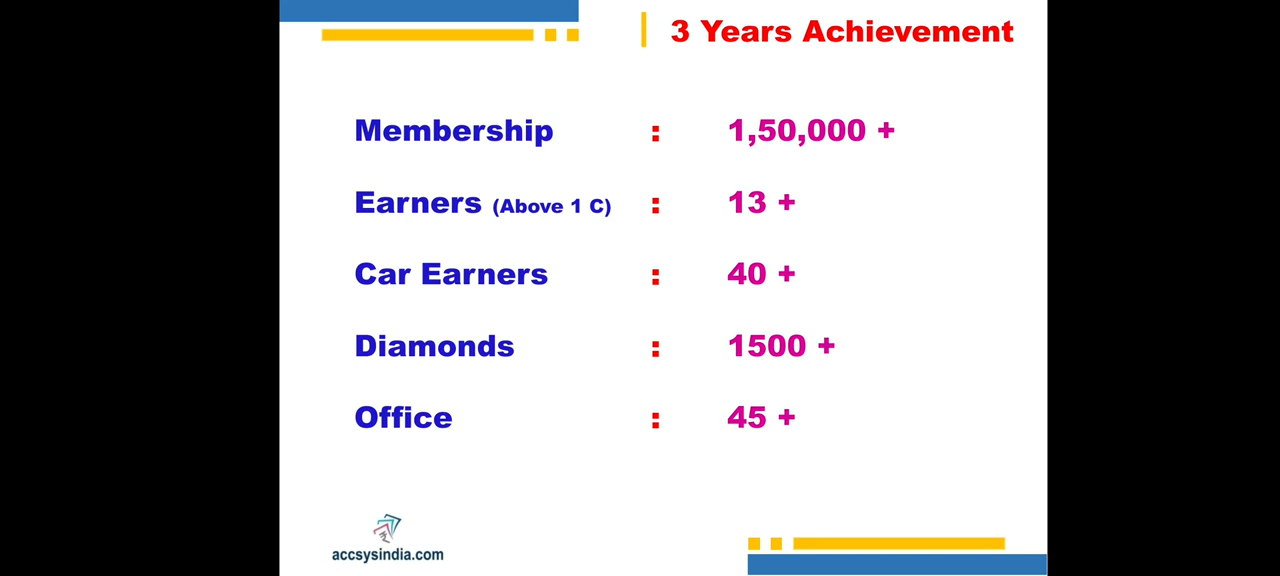 3 Years Achievement
Membership : 1,50,000 +
Earners (Above 1 C) : 13 +
Car Earners : 40 +
Diamonds : 1500 +
Office : 45 +
accsysindia.com